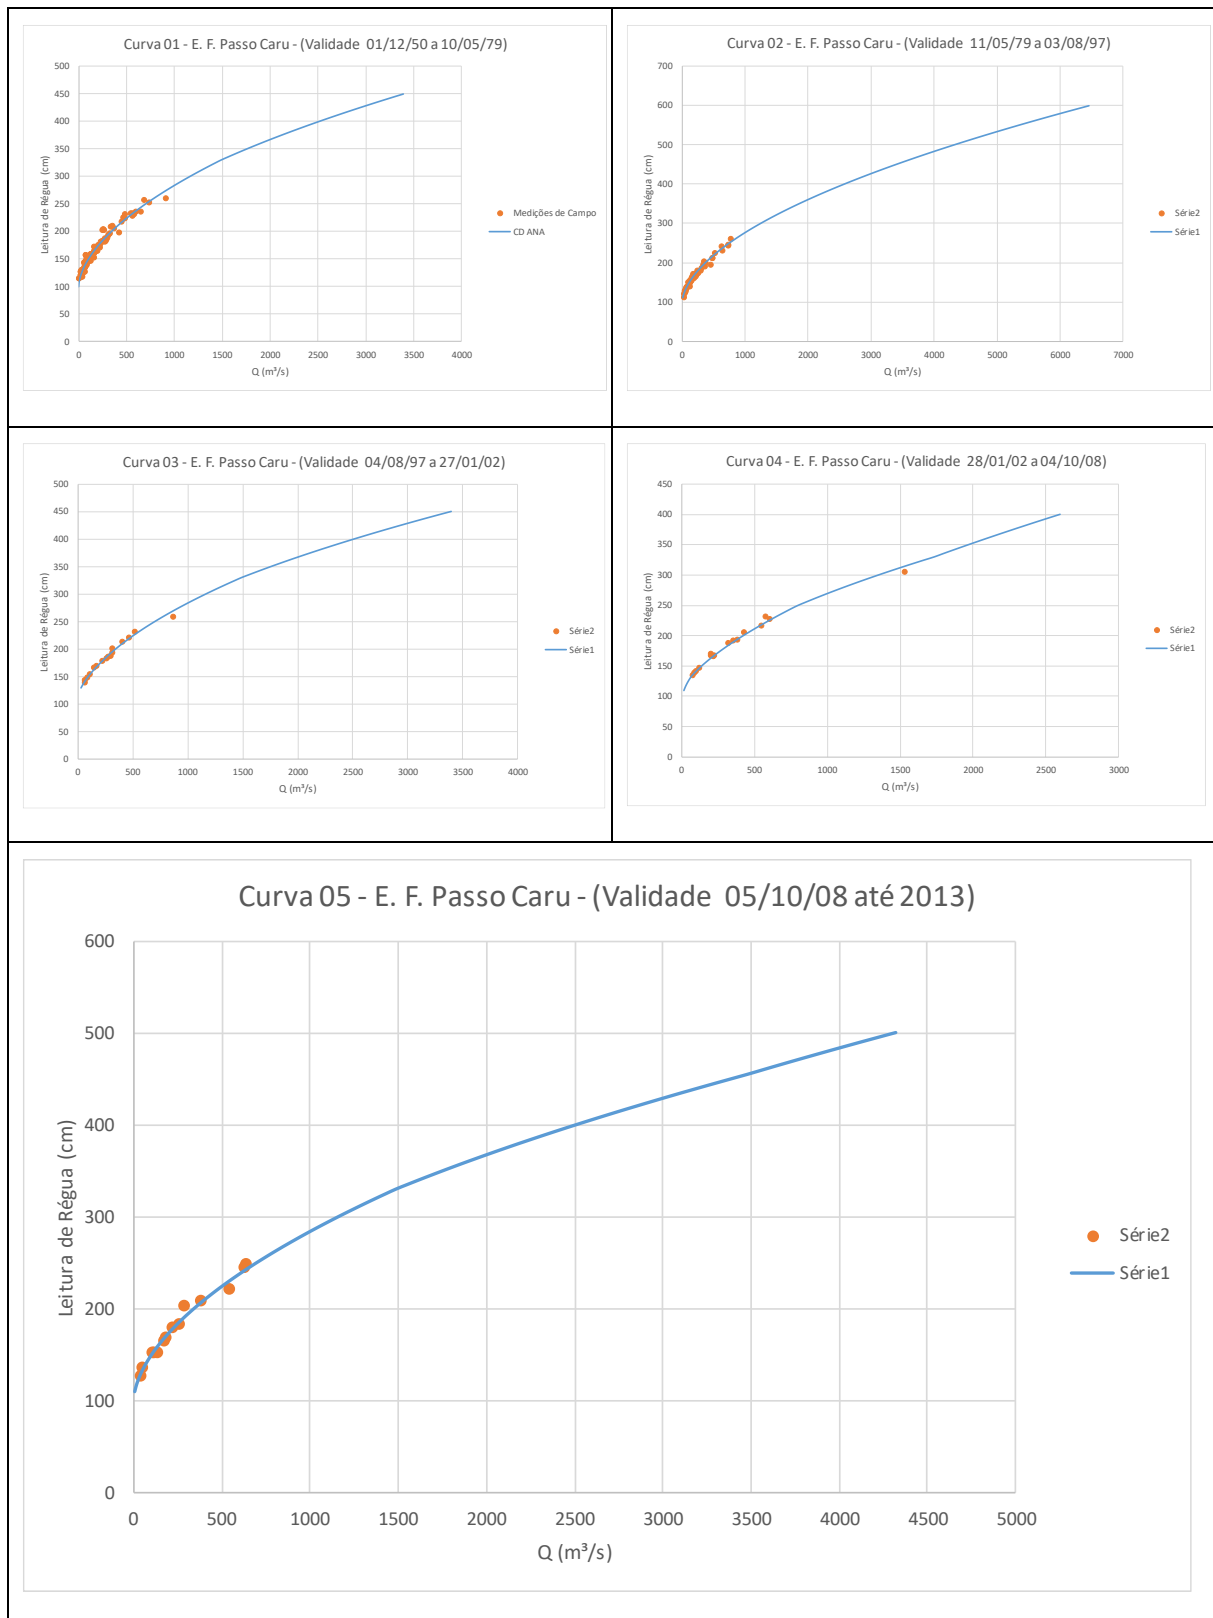 Curva 01 - E. F. Passo Caru - (Validade 01/12/50 a 10/05/79)
500
450
400
350
300
250
200
150
100
50
0
Leitura de Régua (cm)
0 500 1000 1500 2000 2500 3000 3500 4000
Q (m³/s)
Medições de Campo
CD ANA
Curva 02 - E. F. Passo Caru - (Validade 11/05/79 a 03/08/97)
700
600
500
400
300
200
100
0
Leitura de Régua (cm)
0 1000 2000 3000 4000 5000 6000 7000
Q (m³/s)
Série2
Série1
Curva 03 - E. F. Passo Caru - (Validade 04/08/97 a 27/01/02)
500
450
400
350
300
250
200
150
100
50
0
Leitura de Régua (cm)
0 500 1000 1500 2000 2500 3000 3500 4000
Q (m³/s)
Série2
Série1
Curva 04 - E. F. Passo Caru - (Validade 28/01/02 a 04/10/08)
450
400
350
300
250
200
150
100
50
0
Leitura de Régua (cm)
0 500 1000 1500 2000 2500 3000
Q (m³/s)
Série2
Série1
Curva 05 - E. F. Passo Caru - (Validade 05/10/08 até 2013)
600
500
400
300
200
100
0
Leitura de Régua (cm)
0 500 1000 1500 2000 2500 3000 3500 4000 4500 5000
Q (m³/s)
Série2
Série1